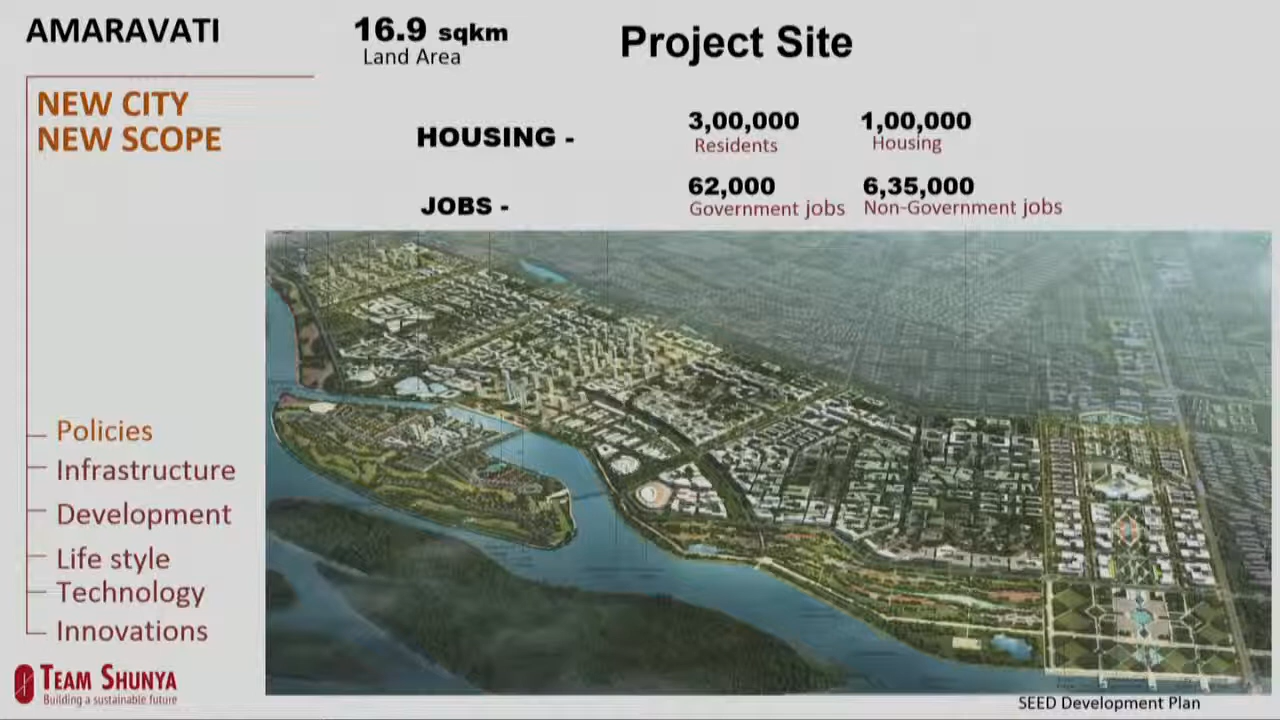 AMARAVATI
16.9 sqkm
Land Area
Project Site
NEW CITY
NEW SCOPE
HOUSING -
3,00,000
Residents
1,00,000
Housing
JOBS -
62,000
Government jobs
6,35,000
Non-Government jobs
Policies
Infrastructure
Development
Life style
Technology
Innovations
TEAM SHUNYA
Building a sustainable future
SEED Development Plan